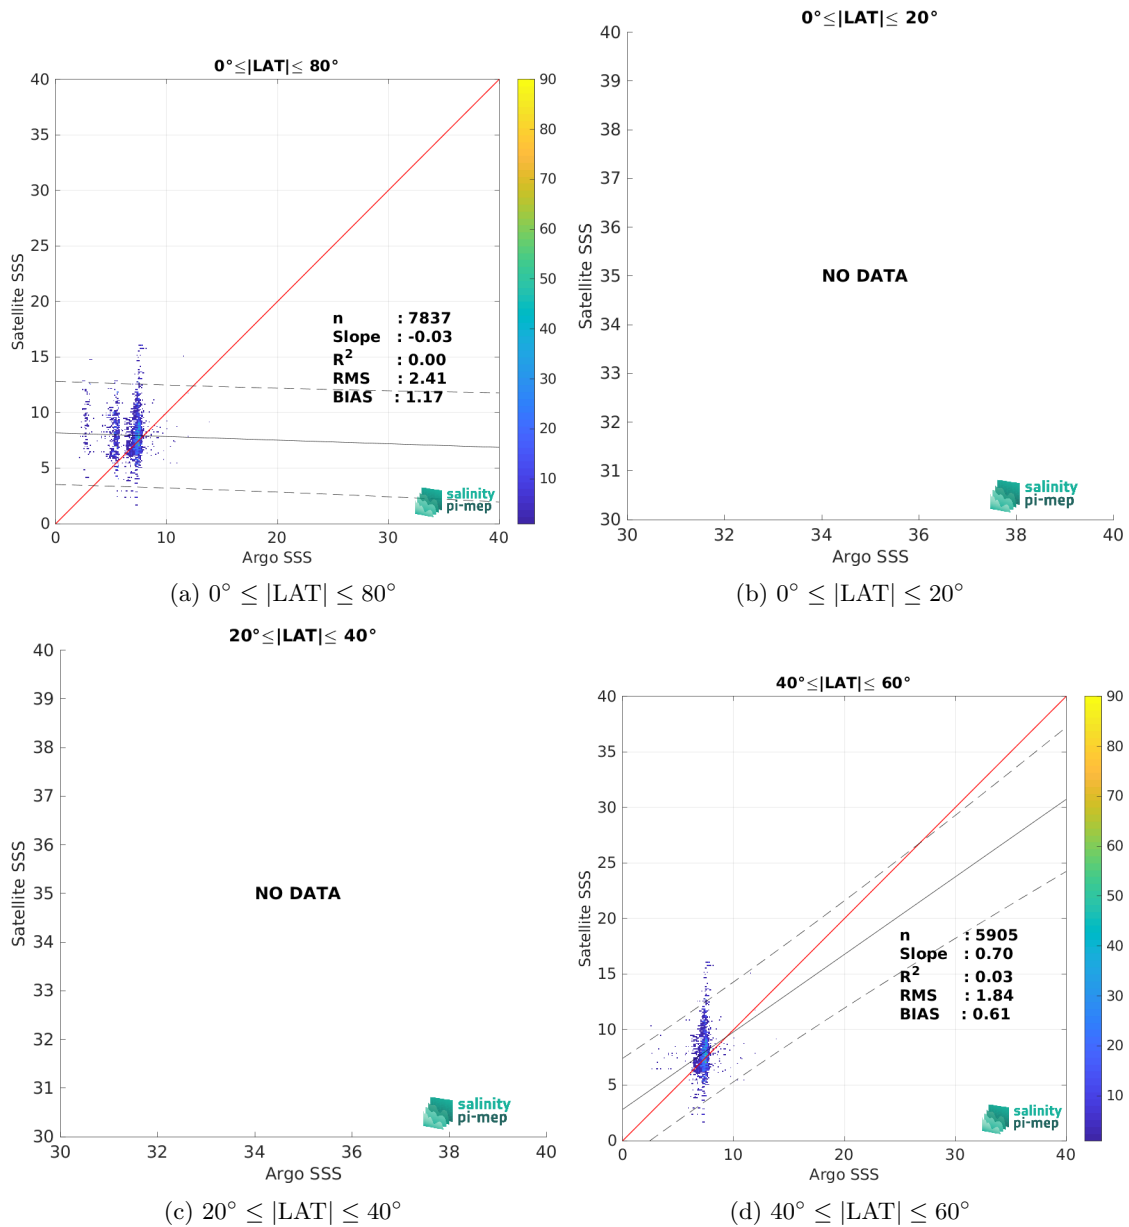 0°≤|LAT|≤ 80°
40
35
30
25
20
15
10
5
0
Satellite SSS
0
10
20
30
40
Argo SSS
90
80
70
60
50
40
30
20
10
n : 7837
Slope : -0.03
R² : 0.00
RMS : 2.41
BIAS : 1.17
salinity
pi-mep
(a) 0° ≤ |LAT| ≤ 80°
0°≤|LAT|≤ 20°
40
39
38
37
36
35
34
33
32
31
30
Satellite SSS
NO DATA
30
32
34
36
38
40
Argo SSS
salinity
pi-mep
(b) 0° ≤ |LAT| ≤ 20°
20°≤|LAT|≤ 40°
40
39
38
37
36
35
34
33
32
31
30
Satellite SSS
NO DATA
30
32
34
36
38
40
Argo SSS
salinity
pi-mep
(c) 20° ≤ |LAT| ≤ 40°
40°≤|LAT|≤ 60°
40
35
30
25
20
15
10
5
0
Satellite SSS
0
10
20
30
40
Argo SSS
90
80
70
60
50
40
30
20
10
n : 5905
Slope : 0.70
R² : 0.03
RMS : 1.84
BIAS : 0.61
salinity
pi-mep
(d) 40° ≤ |LAT| ≤ 60°